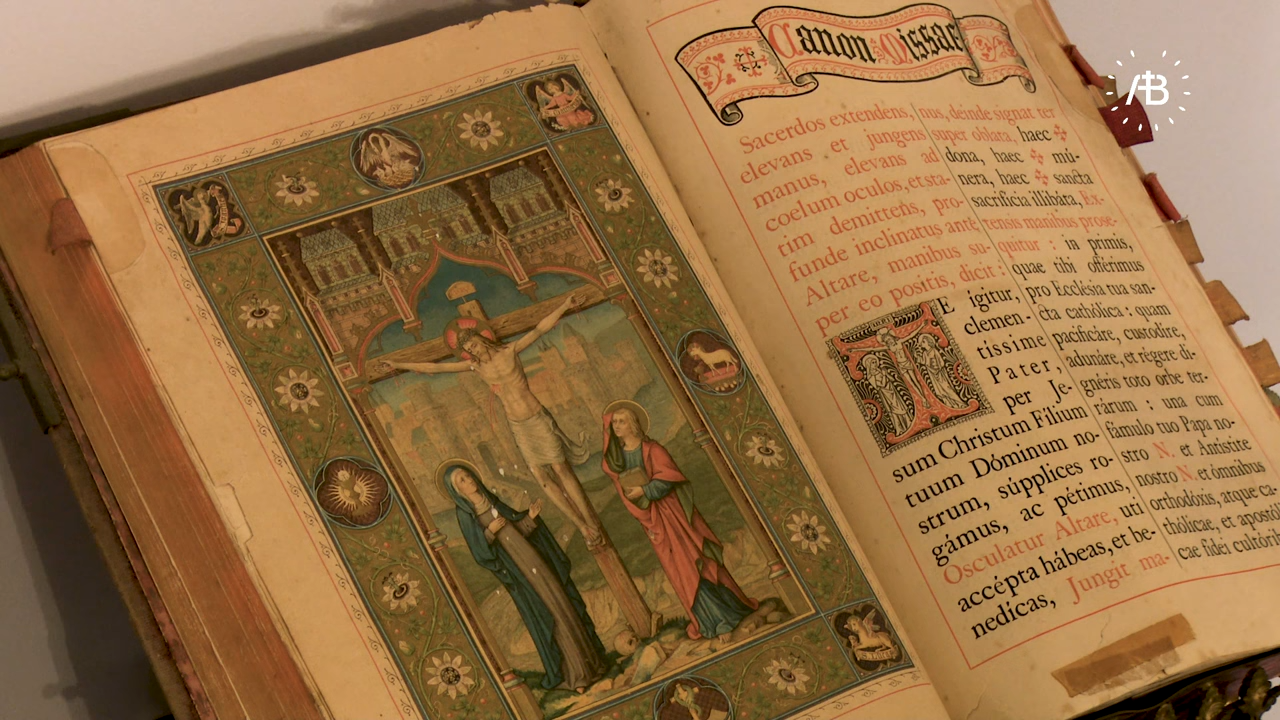 Canon Missae
Sacerdos extendens,
elevans et jungens
manus, elevans ad
coelum oculos, et sta-
tim demittens, pro-
funde inclinatus ante
Altare, manibus su-
per eo positis, dicit:
TE ígitur,
clemen-
tíssime
Pater,
per Je-
sum Christum Fílium
tuum Dóminum no-
strum, súpplices ro-
gámus, ac pétimus,
Osculatur Altare, uti
accépta hábeas, et be-
nedícas, Jungit ma-
nus, deinde signat ter
super oblata, haec ✠
dona, haec ✠ mú-
nera, haec ✠ sancta
sacrifícia illibáta, Ex-
tensis manibus prose-
quitur : in primis,
quae tibi offérimus
pro Ecclésia tua san-
cta cathólica : quam
pacificáre, custodíre,
adunáre, et régere di-
gnéris toto orbe ter-
rárum : una cum
fámulo tuo Papa no-
stro N. et Antístite
nostro N. et ómnibus
orthodóxis, atque ca-
thólicae, et apostó
cae fídei cultórib